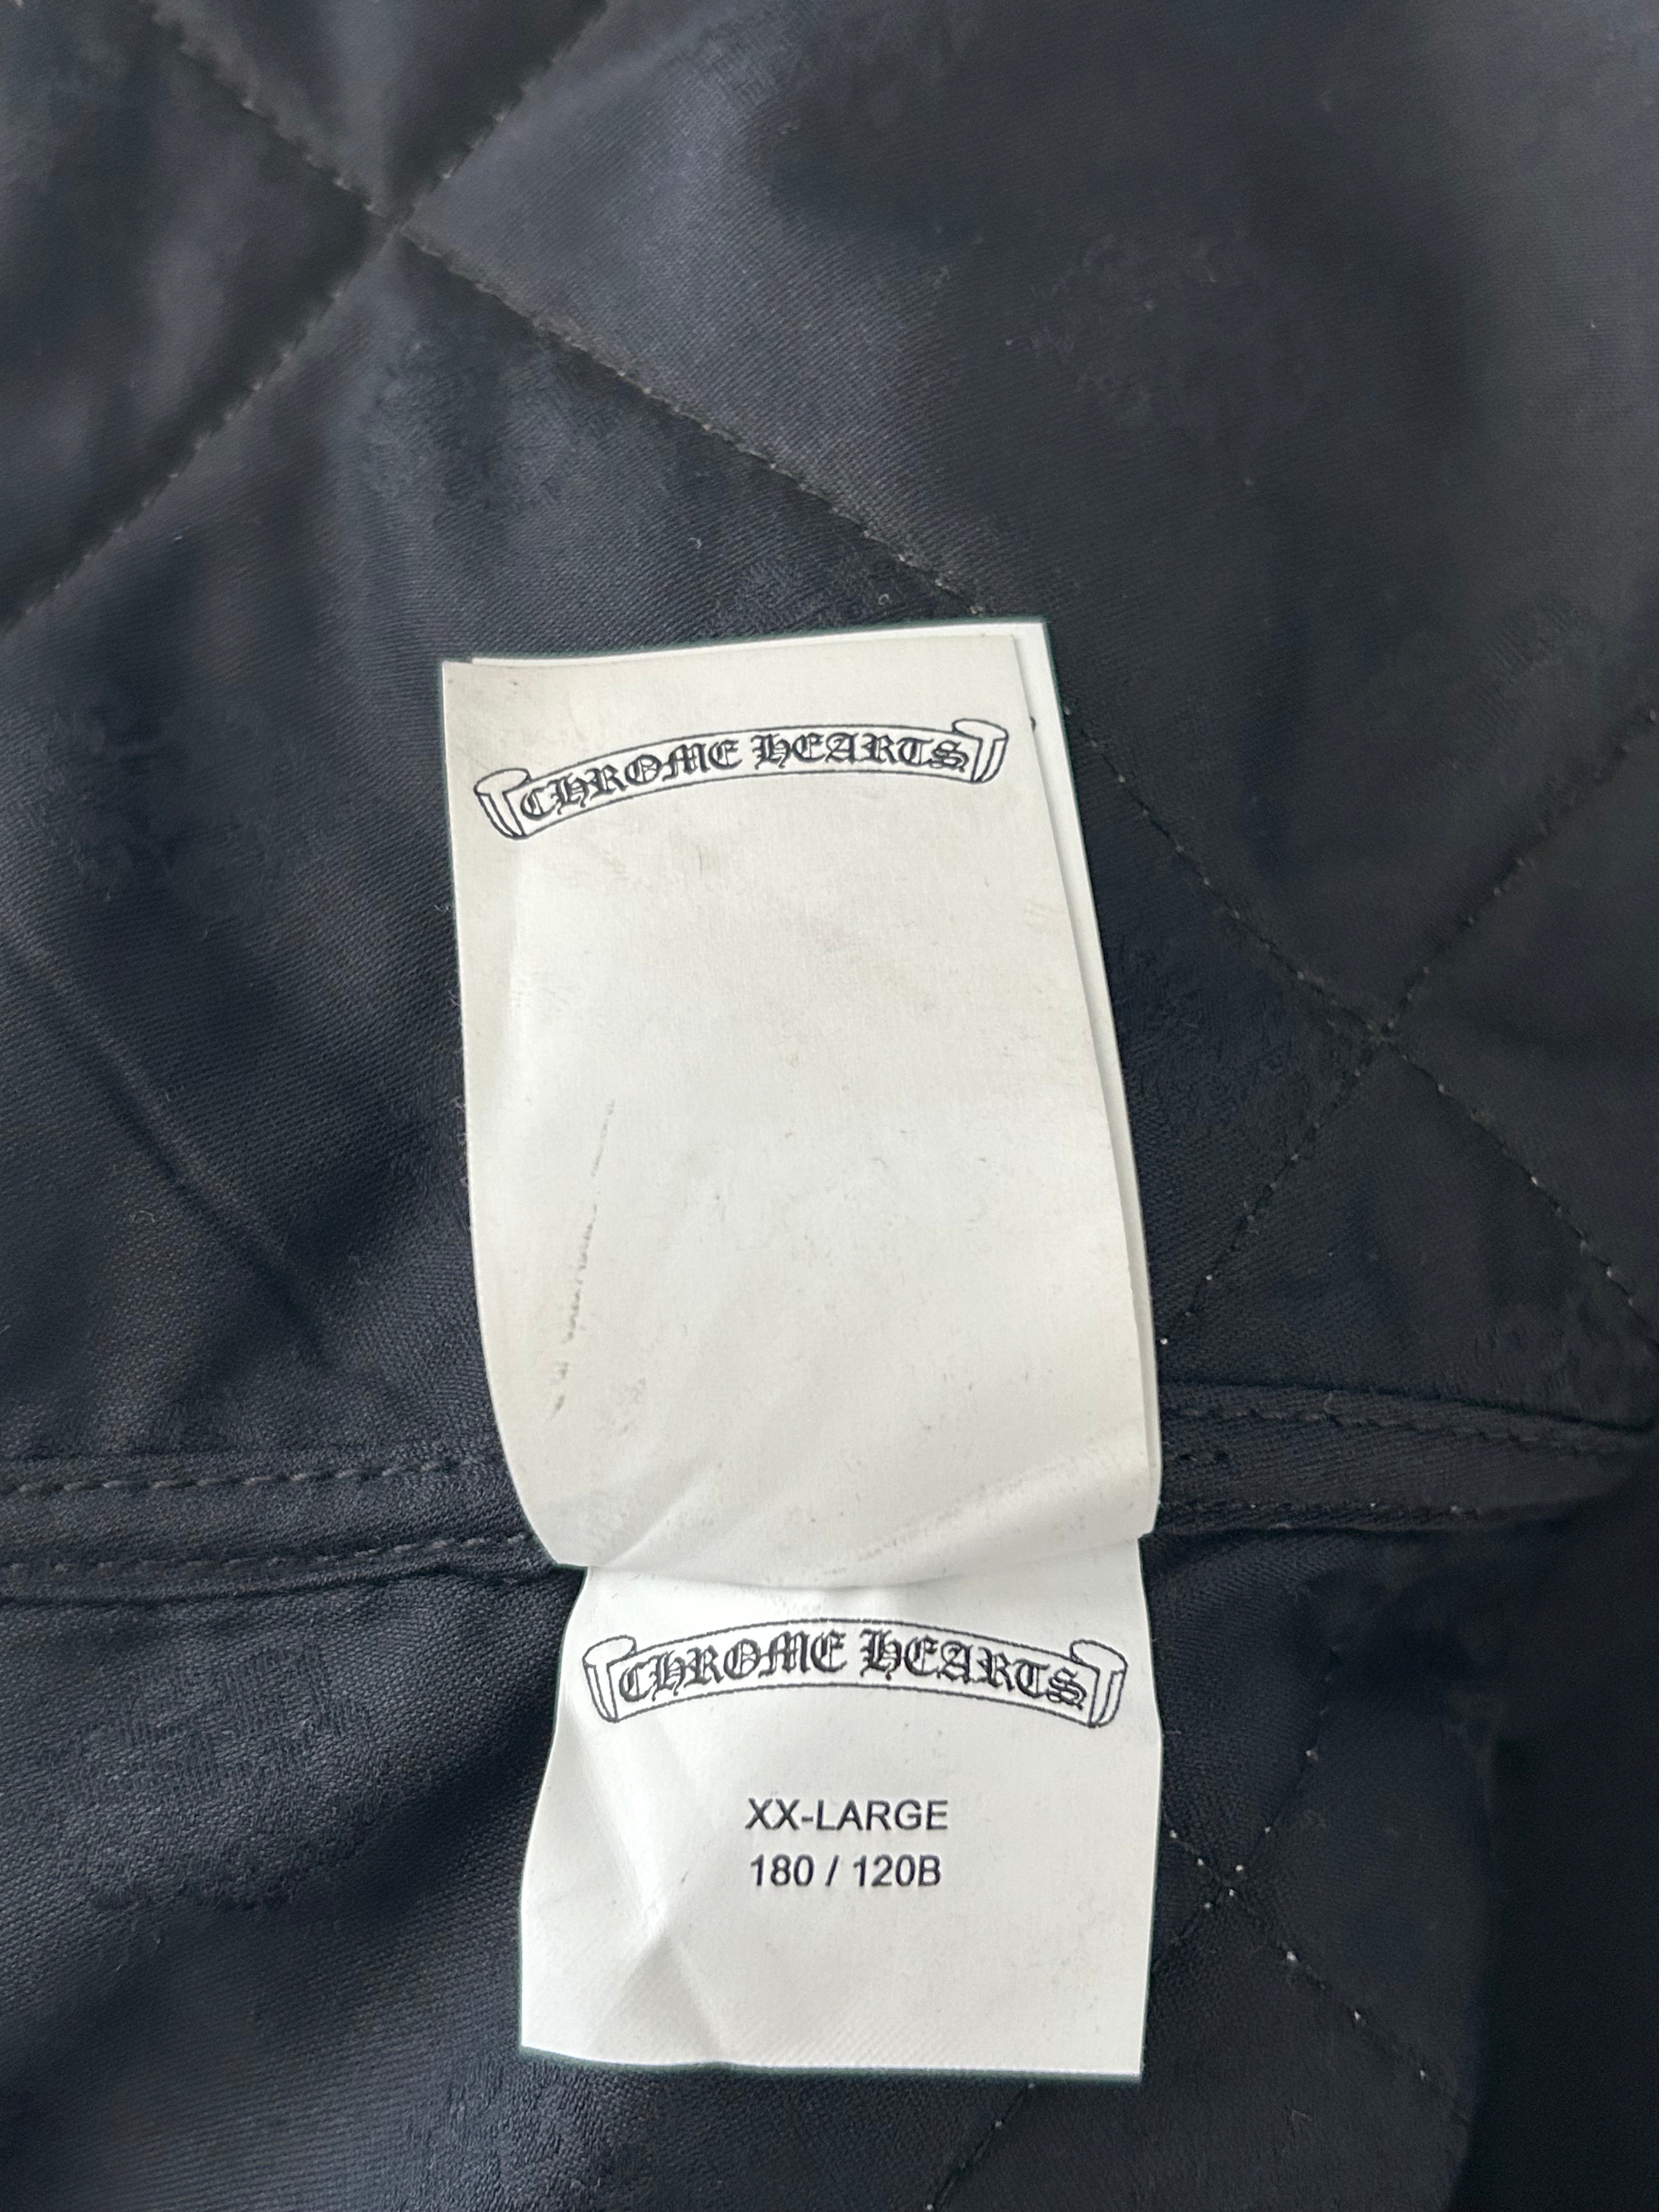 CHROME HEARTS
CHROME HEARTS
XX-LARGE
180 / 120B